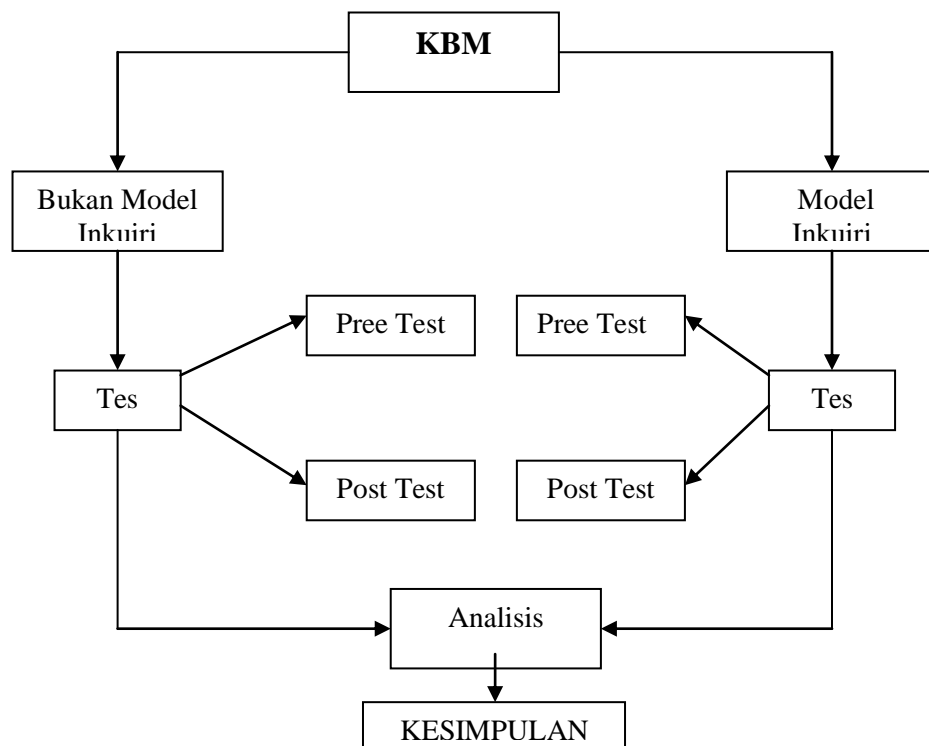 KBM
Bukan Model
Inkuiri
Model
Inkuiri
Pree Test
Pree Test
Tes
Tes
Post Test
Post Test
Analisis
KESIMPULAN